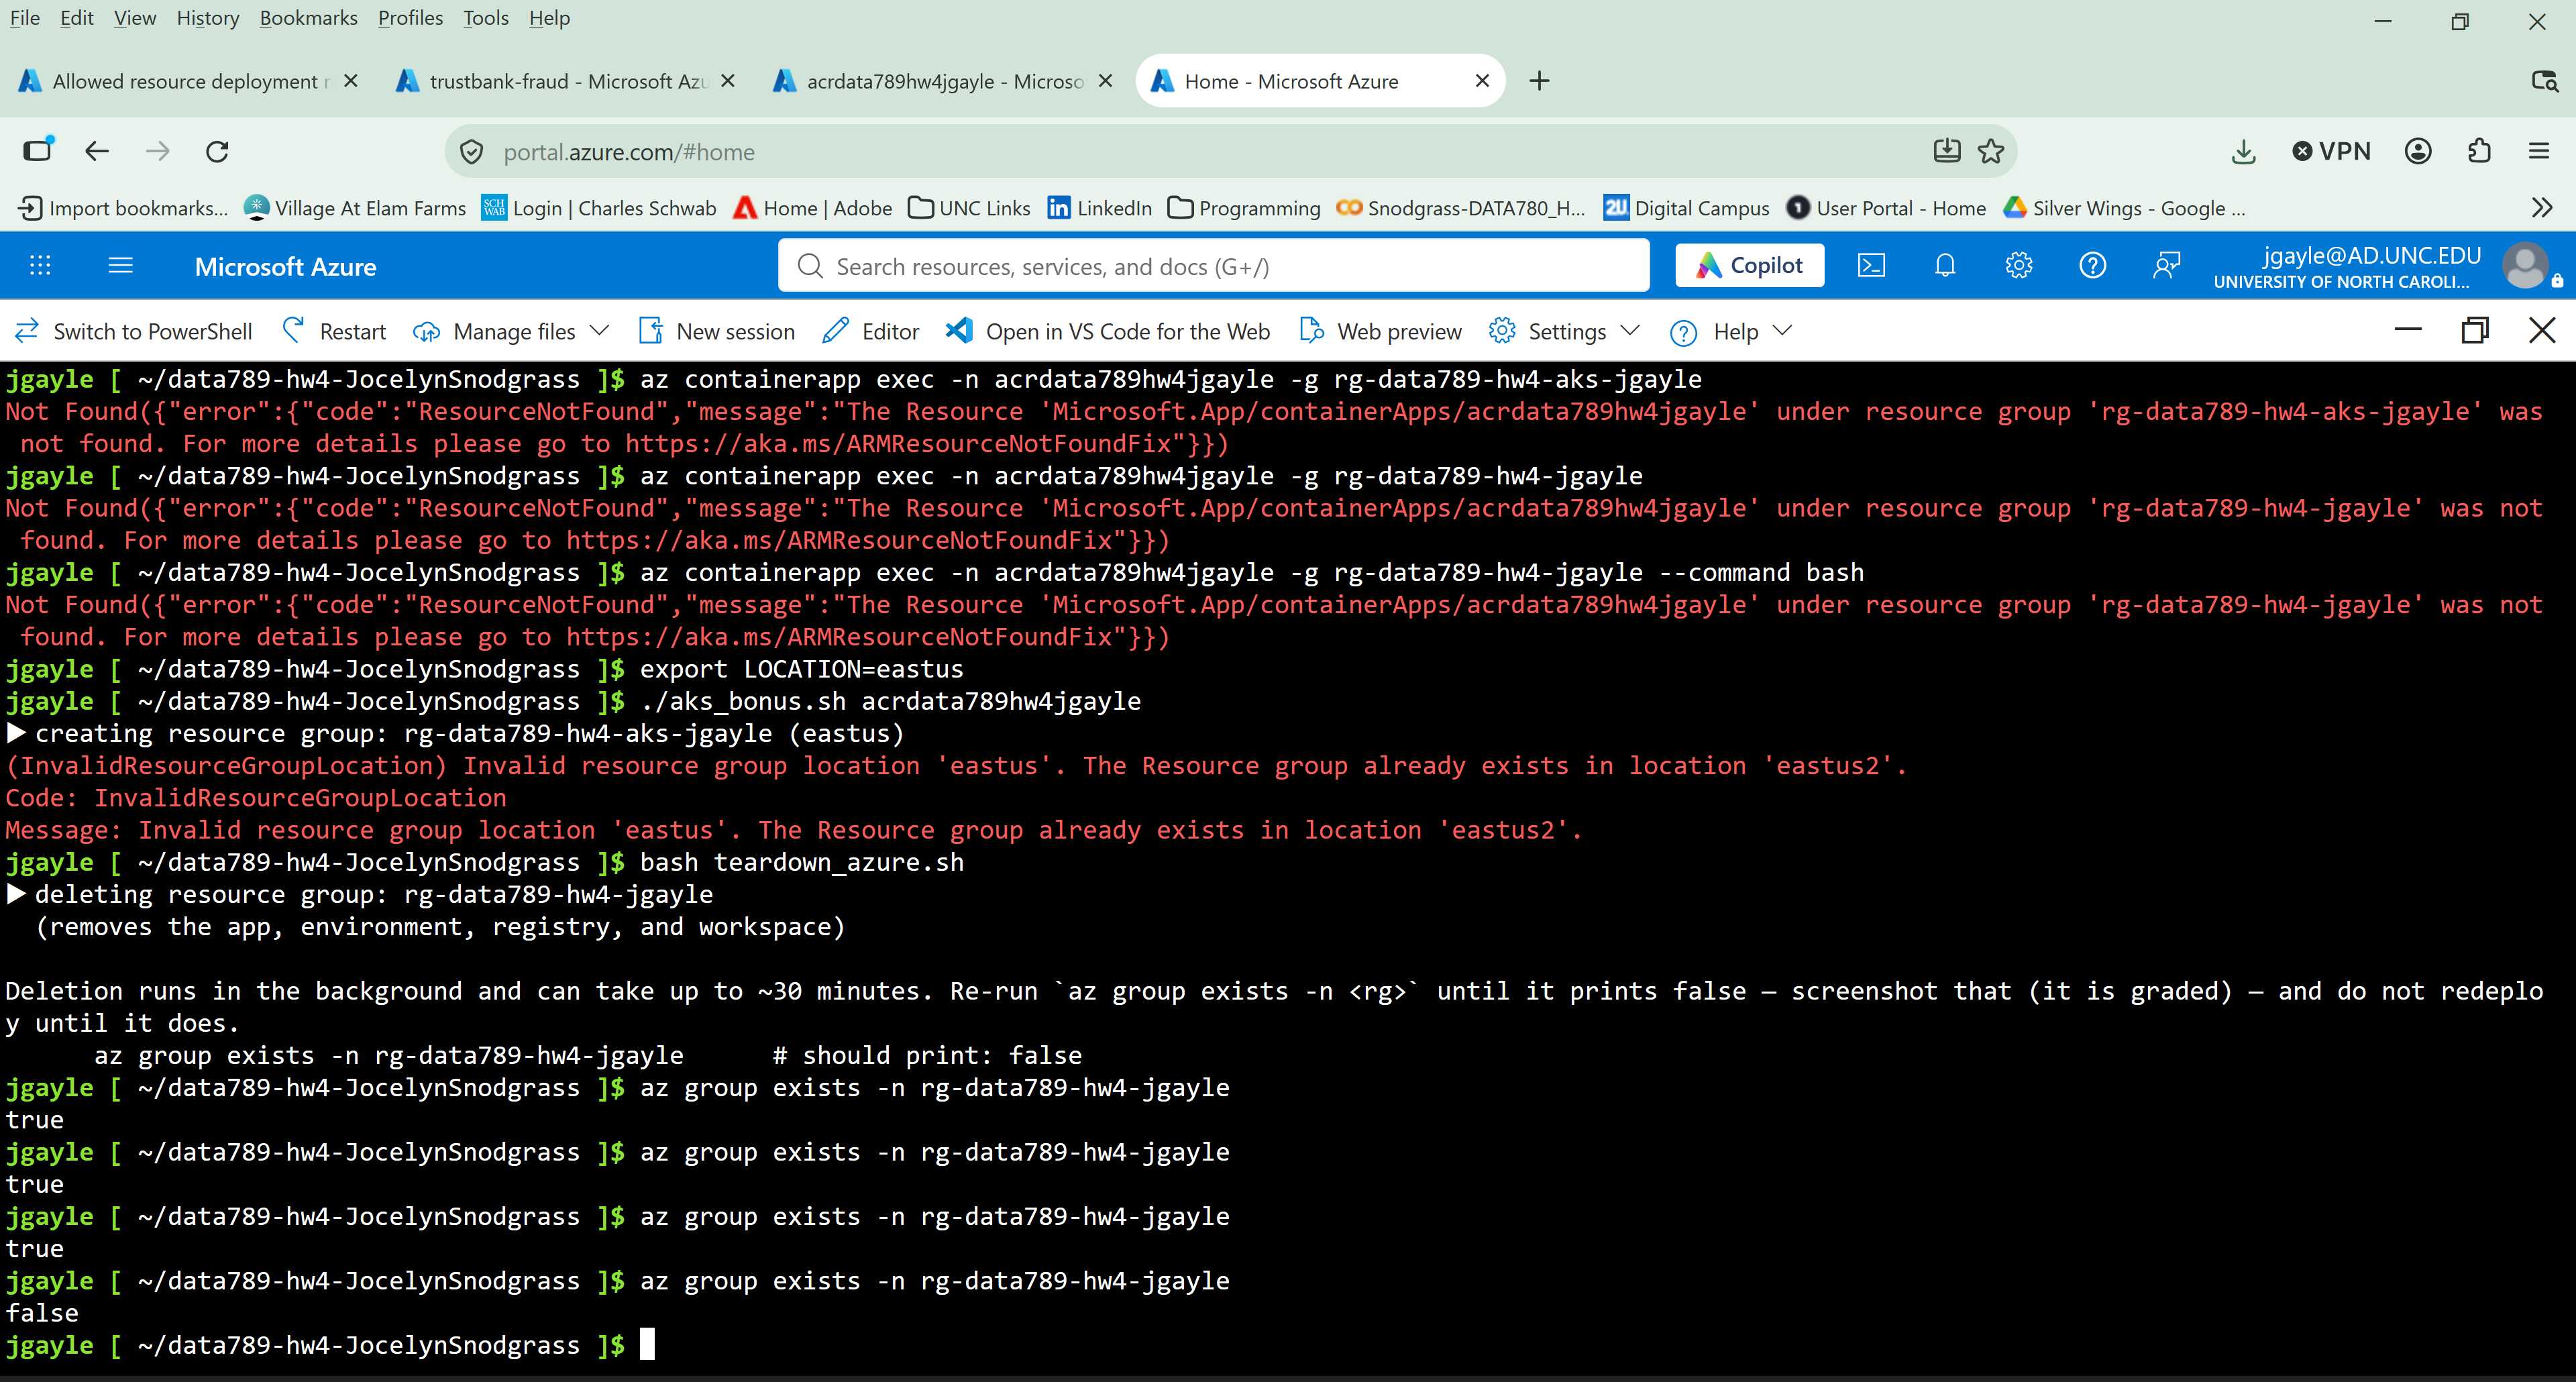 File Edit View History Bookmarks Profiles Tools Help
Allowed resource deployment r
trustbank-fraud - Microsoft Azu
acrdata789hw4jgayle - Microso
Home - Microsoft Azure
portal.azure.com/#home
VPN
Import bookmarks... Village At Elam Farms SCH WAB Login | Charles Schwab Home | Adobe UNC Links LinkedIn Programming Snodgrass-DATA780_H... 2U Digital Campus User Portal - Home Silver Wings - Google ...
Microsoft Azure
Search resources, services, and docs (G+/)
Copilot
jgayle@AD.UNC.EDU
UNIVERSITY OF NORTH CAROLI...
Switch to PowerShell Restart Manage files New session Editor Open in VS Code for the Web Web preview Settings Help
jgayle [ ~/data789-hw4-JocelynSnodgrass ]$ az containerapp exec -n acrdata789hw4jgayle -g rg-data789-hw4-aks-jgayle
Not Found({"error":{"code":"ResourceNotFound","message":"The Resource 'Microsoft.App/containerApps/acrdata789hw4jgayle' under resource group 'rg-data789-hw4-aks-jgayle' was
not found. For more details please go to https://aka.ms/ARMResourceNotFoundFix"}})
jgayle [ ~/data789-hw4-JocelynSnodgrass ]$ az containerapp exec -n acrdata789hw4jgayle -g rg-data789-hw4-jgayle
Not Found({"error":{"code":"ResourceNotFound","message":"The Resource 'Microsoft.App/containerApps/acrdata789hw4jgayle' under resource group 'rg-data789-hw4-jgayle' was not
found. For more details please go to https://aka.ms/ARMResourceNotFoundFix"}})
jgayle [ ~/data789-hw4-JocelynSnodgrass ]$ az containerapp exec -n acrdata789hw4jgayle -g rg-data789-hw4-jgayle --command bash
Not Found({"error":{"code":"ResourceNotFound","message":"The Resource 'Microsoft.App/containerApps/acrdata789hw4jgayle' under resource group 'rg-data789-hw4-jgayle' was not
found. For more details please go to https://aka.ms/ARMResourceNotFoundFix"}})
jgayle [ ~/data789-hw4-JocelynSnodgrass ]$ export LOCATION=eastus
jgayle [ ~/data789-hw4-JocelynSnodgrass ]$ ./aks_bonus.sh acrdata789hw4jgayle
▶ creating resource group: rg-data789-hw4-aks-jgayle (eastus)
(InvalidResourceGroupLocation) Invalid resource group location 'eastus'. The Resource group already exists in location 'eastus2'.
Code: InvalidResourceGroupLocation
Message: Invalid resource group location 'eastus'. The Resource group already exists in location 'eastus2'.
jgayle [ ~/data789-hw4-JocelynSnodgrass ]$ bash teardown_azure.sh
▶ deleting resource group: rg-data789-hw4-jgayle
(removes the app, environment, registry, and workspace)
Deletion runs in the background and can take up to ~30 minutes. Re-run `az group exists -n <rg>` until it prints false — screenshot that (it is graded) — and do not redeplo
y until it does.
az group exists -n rg-data789-hw4-jgayle # should print: false
jgayle [ ~/data789-hw4-JocelynSnodgrass ]$ az group exists -n rg-data789-hw4-jgayle
true
jgayle [ ~/data789-hw4-JocelynSnodgrass ]$ az group exists -n rg-data789-hw4-jgayle
true
jgayle [ ~/data789-hw4-JocelynSnodgrass ]$ az group exists -n rg-data789-hw4-jgayle
true
jgayle [ ~/data789-hw4-JocelynSnodgrass ]$ az group exists -n rg-data789-hw4-jgayle
false
jgayle [ ~/data789-hw4-JocelynSnodgrass ]$